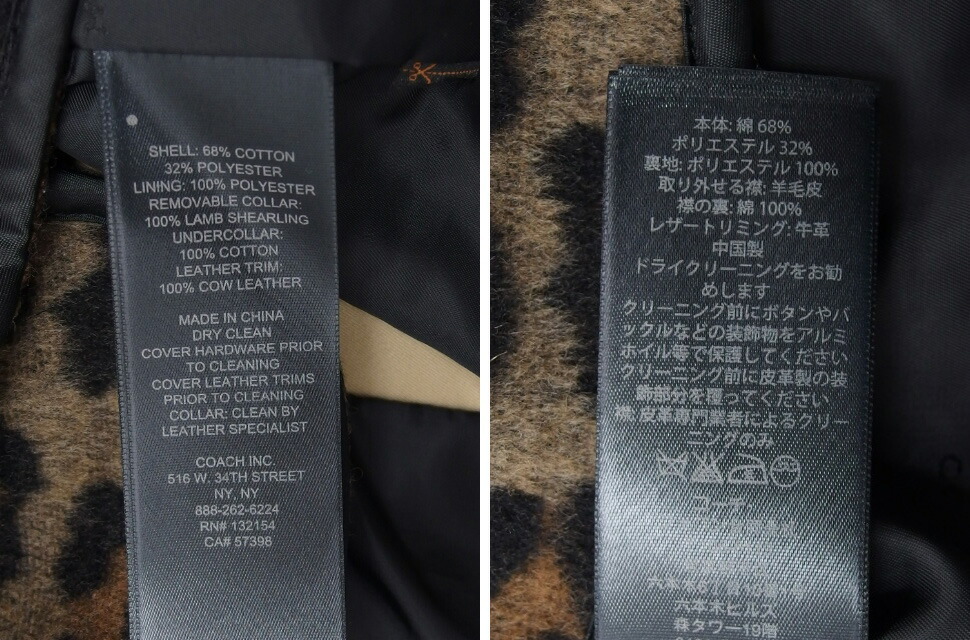 SHELL: 68% COTTON
32% POLYESTER
LINING: 100% POLYESTER
REMOVABLE COLLAR:
100% LAMB SHEARLING
UNDERCOLLAR:
100% COTTON
LEATHER TRIM:
100% COW LEATHER
MADE IN CHINA
DRY CLEAN
COVER HARDWARE PRIOR
TO CLEANING
COVER LEATHER TRIMS
PRIOR TO CLEANING
COLLAR: CLEAN BY
LEATHER SPECIALIST
COACH INC.
516 W. 34TH STREET
NY, NY
888-262-6224
RN# 132154
CA# 57398
本体: 綿 68%
ポリエステル 32%
裏地: ポリエステル 100%
取り外せる襟: 羊毛皮
襟の裏: 綿 100%
レザートリミング: 牛革
中国製
ドライクリーニングをお勧
めします
クリーニング前にボタンやバ
ックルなどの装飾物をアルミ
ホイル等で保護してください
クリーニング前に皮革製の装
飾部分を覆ってください
襟: 皮革専門業者によるクリー
ニングのみ
コーチ
六本木ヒルズ
森タワー19階